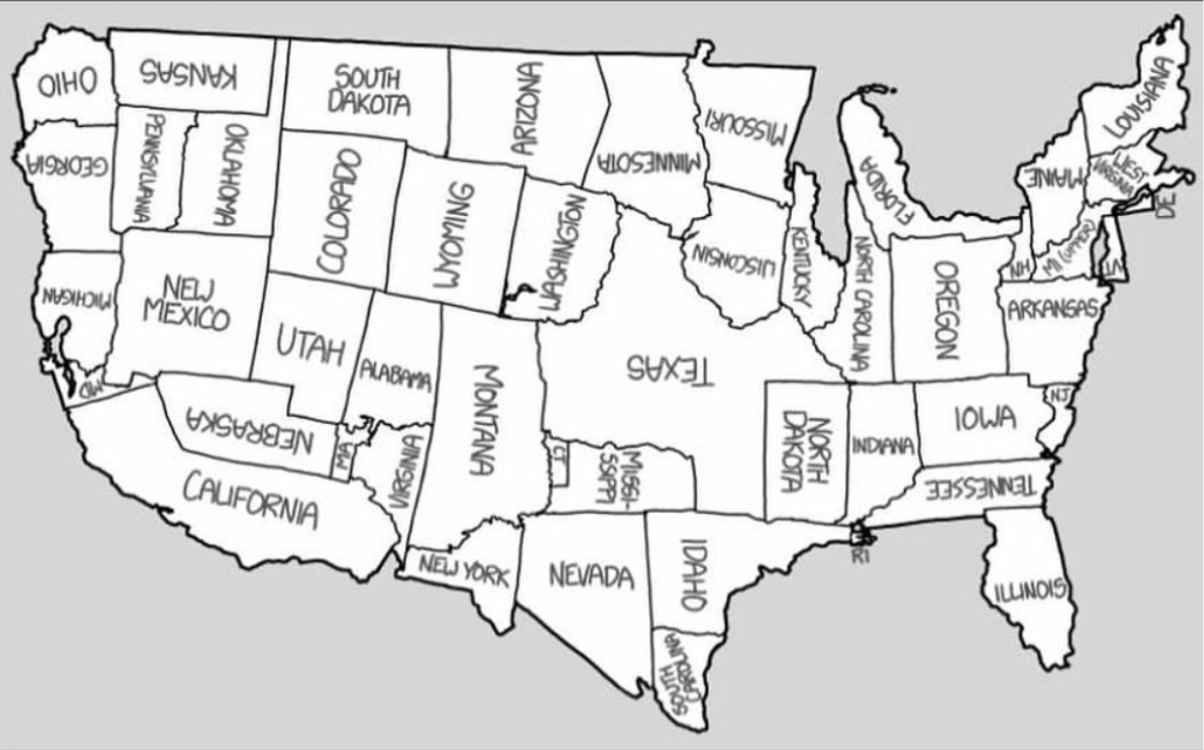 OHIO
KANSAS
SOUTH
DAKOTA
ARIZONA
MINNESOTA
MISSOURI
LOUISIANA
GEORGIA
PENNSYLVANIA
OKLAHOMA
COLORADO
WYOMING
WASHINGTON
WISCONSIN
KENTUCKY
FLORIDA
NORTH CAROLINA
OREGON
MAINE
WEST
VIRGINIA
DE
NH
MI (UPPER)
VT
ARKANSAS
MICHIGAN
NEW
MEXICO
UTAH
ALABAMA
MONTANA
TEXAS
MD
NEBRASKA
MA
VIRGINIA
CT
MISSI-
SSIPPI
NORTH
DAKOTA
INDIANA
IOWA
NJ
TENNESSEE
CALIFORNIA
NEW YORK
NEVADA
IDAHO
RI
ILLINOIS
SOUTH
CAROLINA